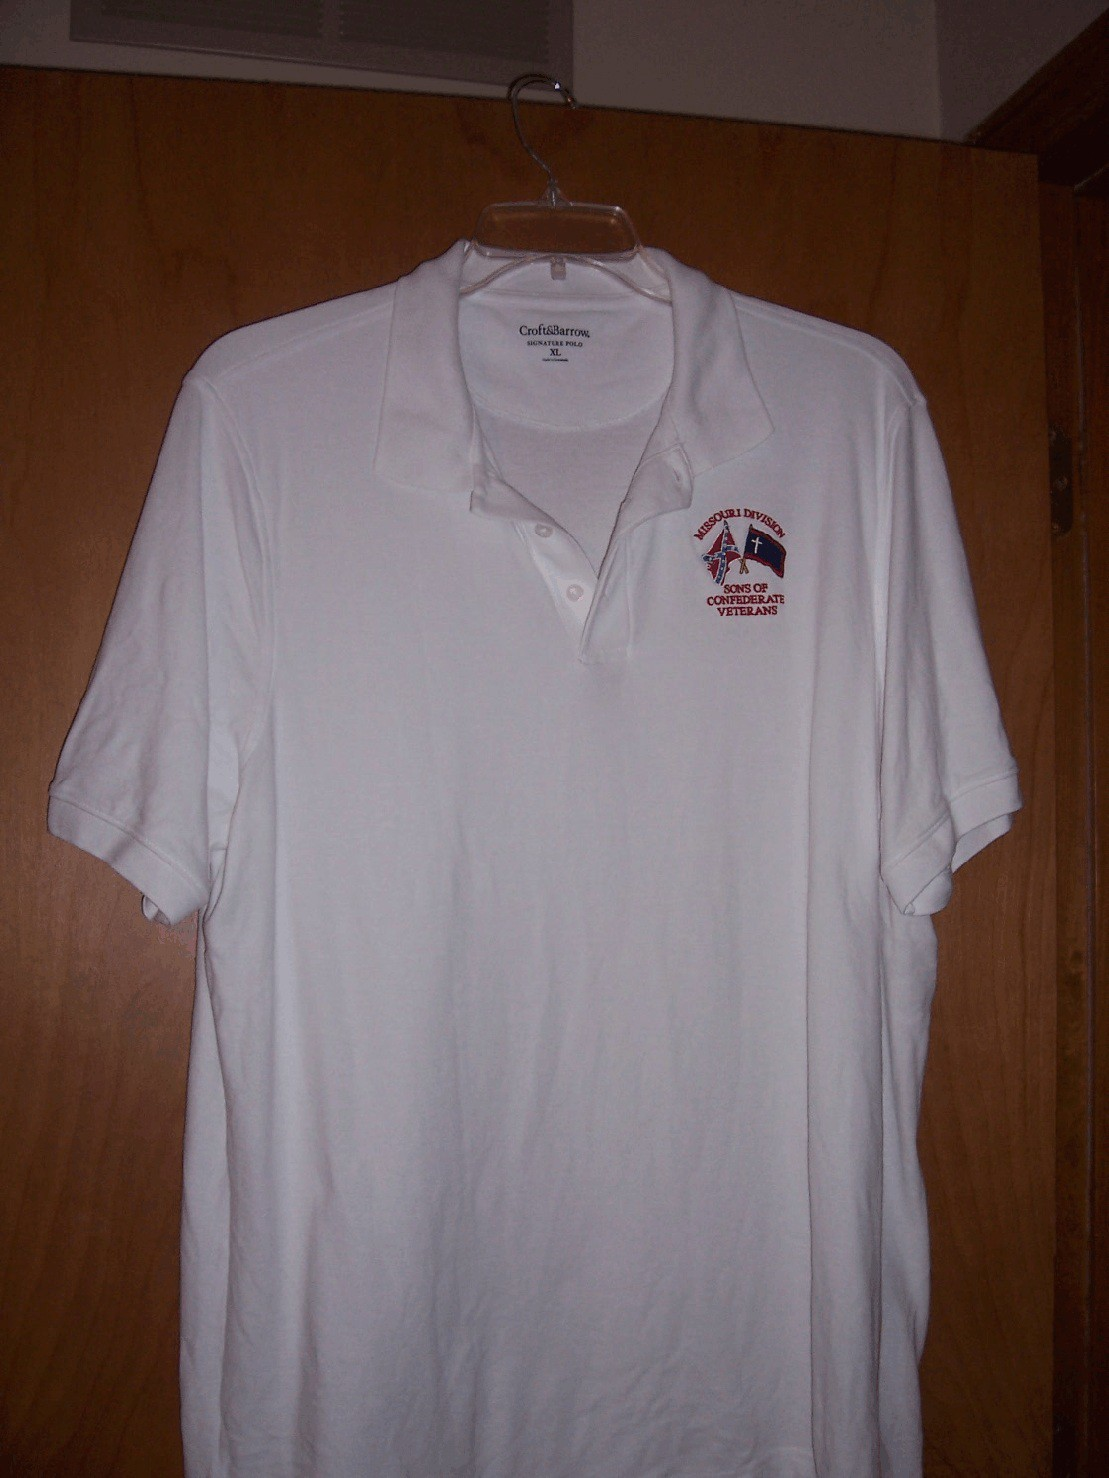 Croft&Barrow.
SIGNATURE POLO
XL
MISSOURI DIVISION
SONS OF
CONFEDERATE
VETERANS